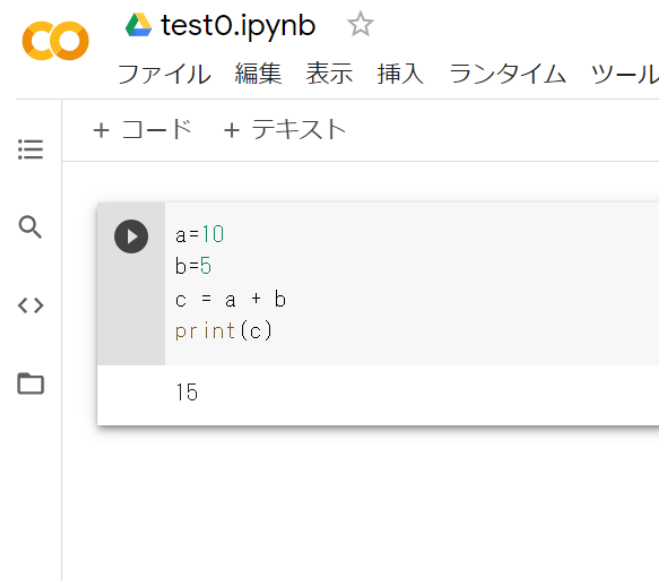 test0.ipynb
ファイル 編集 表示 挿入 ランタイム ツール
+ コード + テキスト
a=10
b=5
c = a + b
print(c)
15